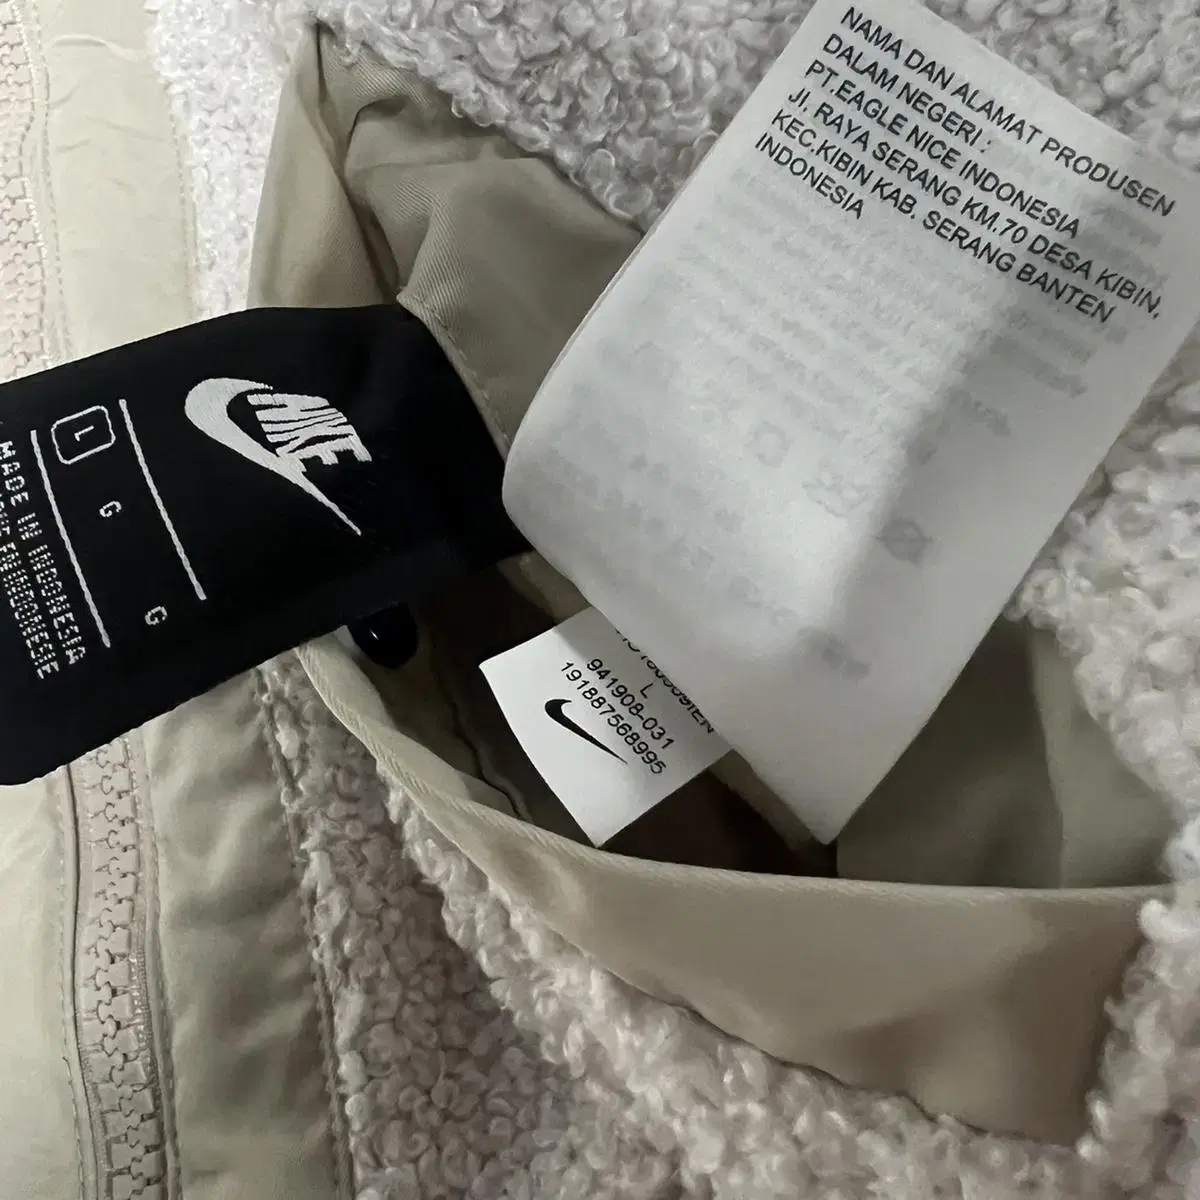 NAMA DAN ALAMAT PRODUSEN
DALAM NEGERI :
PT.EAGLE NICE INDONESIA
Jl. RAYA SERANG KM.70 DESA KIBIN,
KEC.KIBIN KAB. SERANG BANTEN
INDONESIA
NIKE
L
G
G
MADE IN INDONESIA
L
941908-031
191887568995